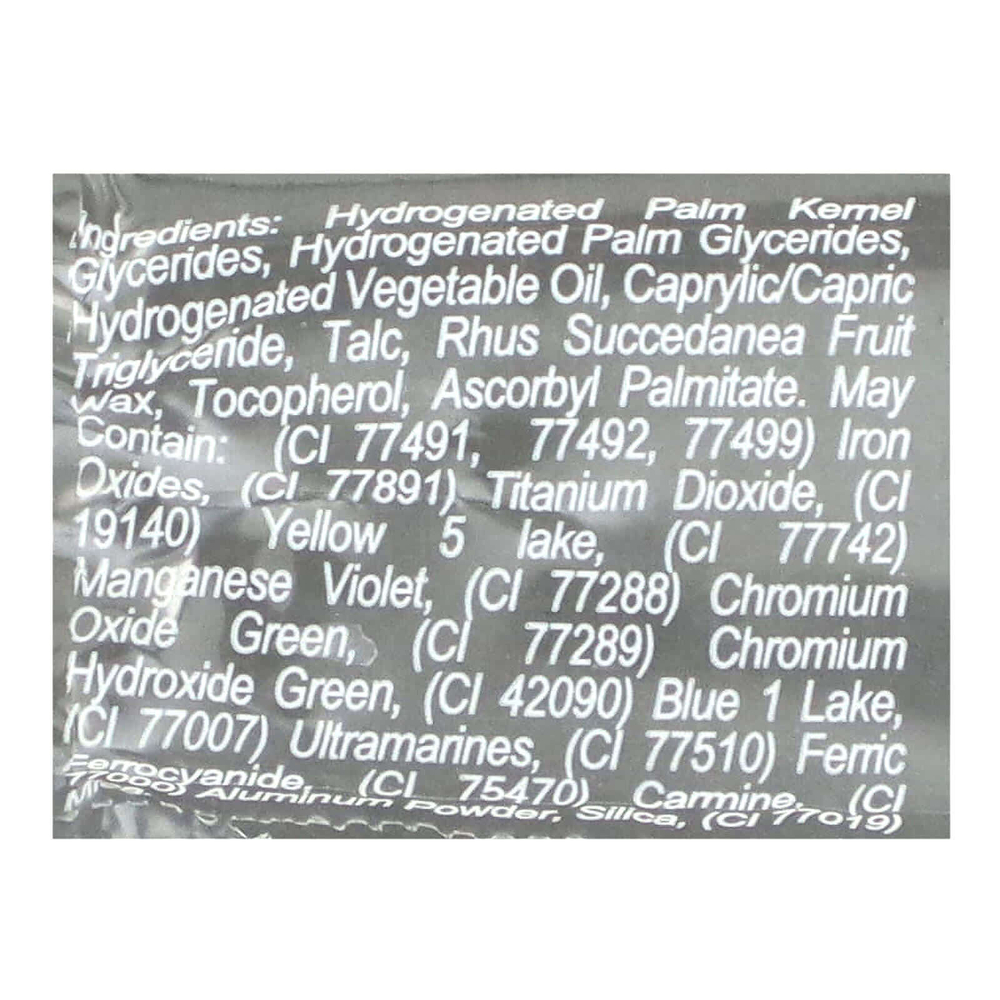 Ingredients: Hydrogenated Palm Kernel
Glycerides, Hydrogenated Palm Glycerides,
Hydrogenated Vegetable Oil, Caprylic/Capric
Triglyceride, Talc, Rhus Succedanea Fruit
Wax, Tocopherol, Ascorbyl Palmitate. May
Contain: (CI 77491, 77492, 77499) Iron
Oxides, (CI 77891) Titanium Dioxide, (CI
19140) Yellow 5 lake, (CI 77742)
Manganese Violet, (CI 77288) Chromium
Oxide Green, (CI 77289) Chromium
Hydroxide Green, (CI 42090) Blue 1 Lake,
(CI 77007) Ultramarines, (CI 77510) Ferric
Ferrocyanide, (CI 75470) Carmine, (CI
77000) Aluminum Powder, Silica, (CI 77019)